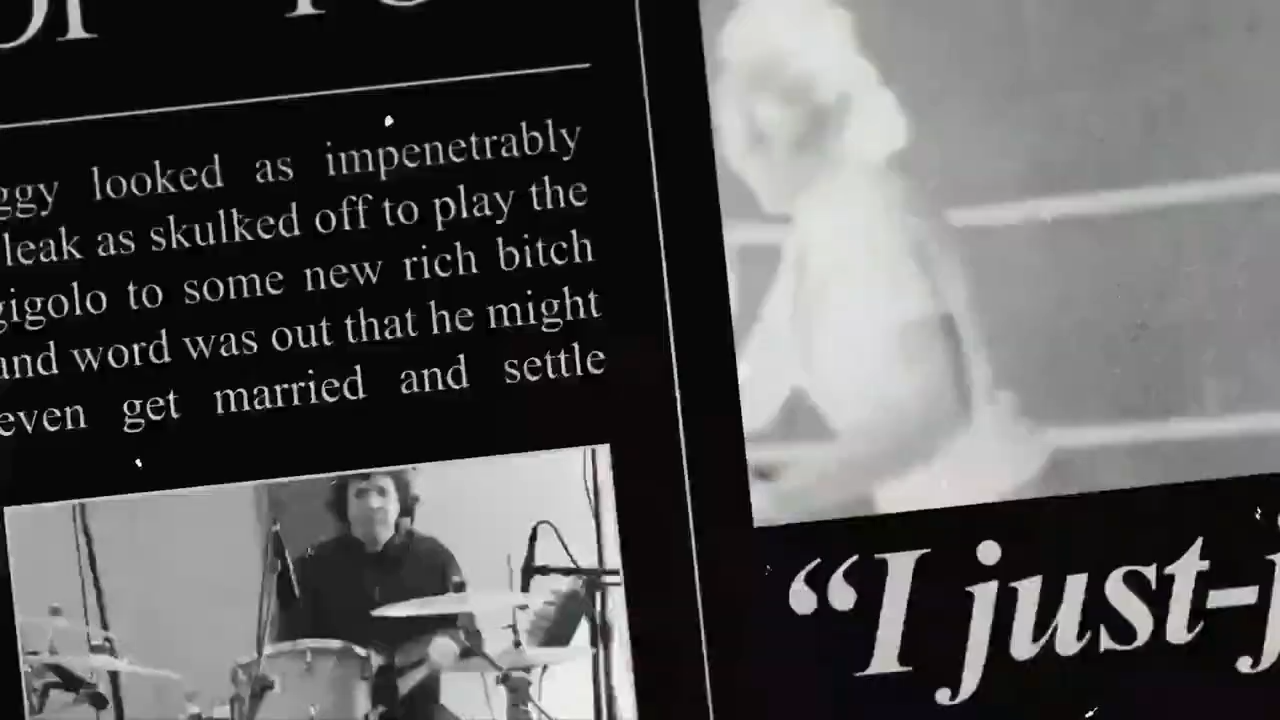 ggy looked as impenetrably
leak as skulked off to play the
gigolo to some new rich bitch
and word was out that he might
even get married and settle
“I just-j